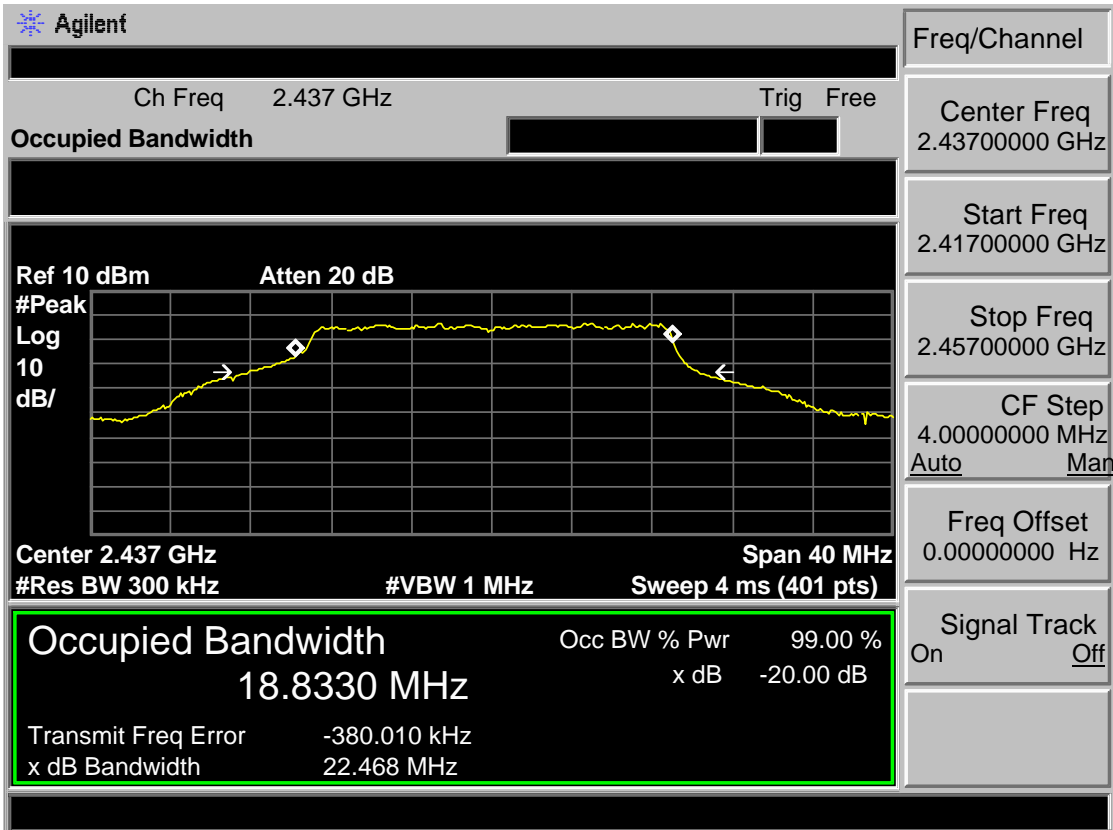 Agilent
Ch Freq 2.437 GHz Trig Free
Occupied Bandwidth
Ref 10 dBm Atten 20 dB
#Peak
Log
10
dB/
Center 2.437 GHz Span 40 MHz
#Res BW 300 kHz #VBW 1 MHz Sweep 4 ms (401 pts)
Occupied Bandwidth
18.8330 MHz
Occ BW % Pwr 99.00 %
x dB -20.00 dB
Transmit Freq Error -380.010 kHz
x dB Bandwidth 22.468 MHz
Freq/Channel
Center Freq
2.43700000 GHz
Start Freq
2.41700000 GHz
Stop Freq
2.45700000 GHz
CF Step
4.00000000 MHz
Auto Man
Freq Offset
0.00000000 Hz
Signal Track
On Off